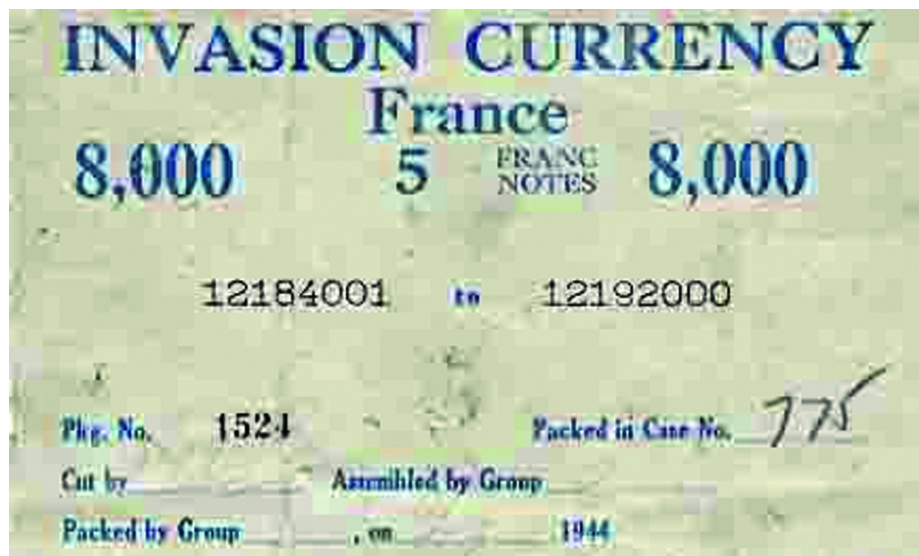 INVASION CURRENCY
France
8,000 5 FRANC NOTES 8,000
12184001 to 12192000
Pkg. No. 1524 Packed in Case No. 775
Cut by Assembled by Group
Packed by Group , on 1944